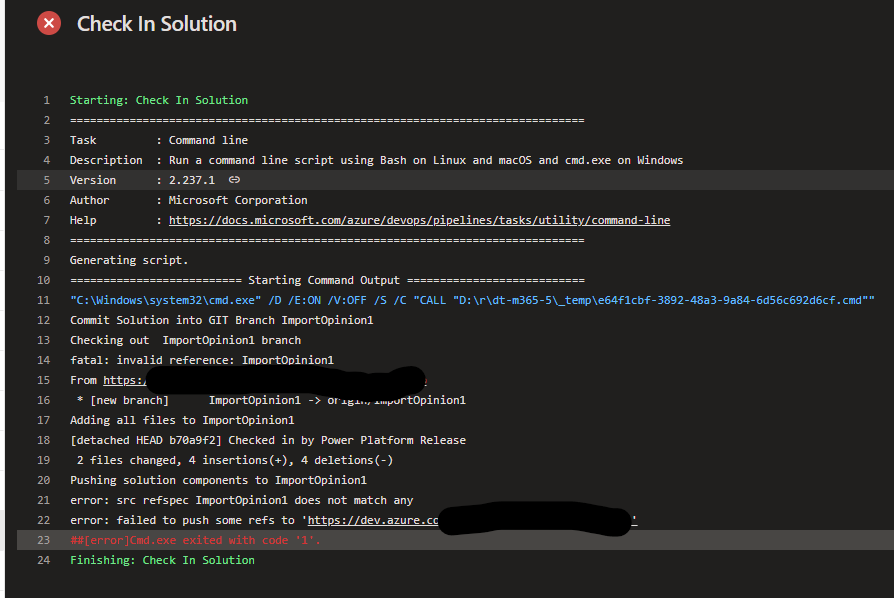 Check In Solution
1 Starting: Check In Solution
2 ==============================================================================
3 Task         : Command line
4 Description  : Run a command line script using Bash on Linux and macOS and cmd.exe on Windows
5 Version      : 2.237.1
6 Author       : Microsoft Corporation
7 Help         : https://docs.microsoft.com/azure/devops/pipelines/tasks/utility/command-line
8 ==============================================================================
9 Generating script.
10 ========================== Starting Command Output ===========================
11 "C:\Windows\system32\cmd.exe" /D /E:ON /V:OFF /S /C "CALL "D:\r\dt-m365-5\_temp\e64f1cbf-3892-48a3-9a84-6d56c692d6cf.cmd""
12 Commit Solution into GIT Branch ImportOpinion1
13 Checking out  ImportOpinion1 branch
14 fatal: invalid reference: ImportOpinion1
15 From https:/
16  * [new branch]      ImportOpinion1 -> origin/ImportOpinion1
17 Adding all files to ImportOpinion1
18 [detached HEAD b70a9f2] Checked in by Power Platform Release
19  2 files changed, 4 insertions(+), 4 deletions(-)
20 Pushing solution components to ImportOpinion1
21 error: src refspec ImportOpinion1 does not match any
22 error: failed to push some refs to 'https://dev.azure.co '
23 ##[error]Cmd.exe exited with code '1'.
24 Finishing: Check In Solution